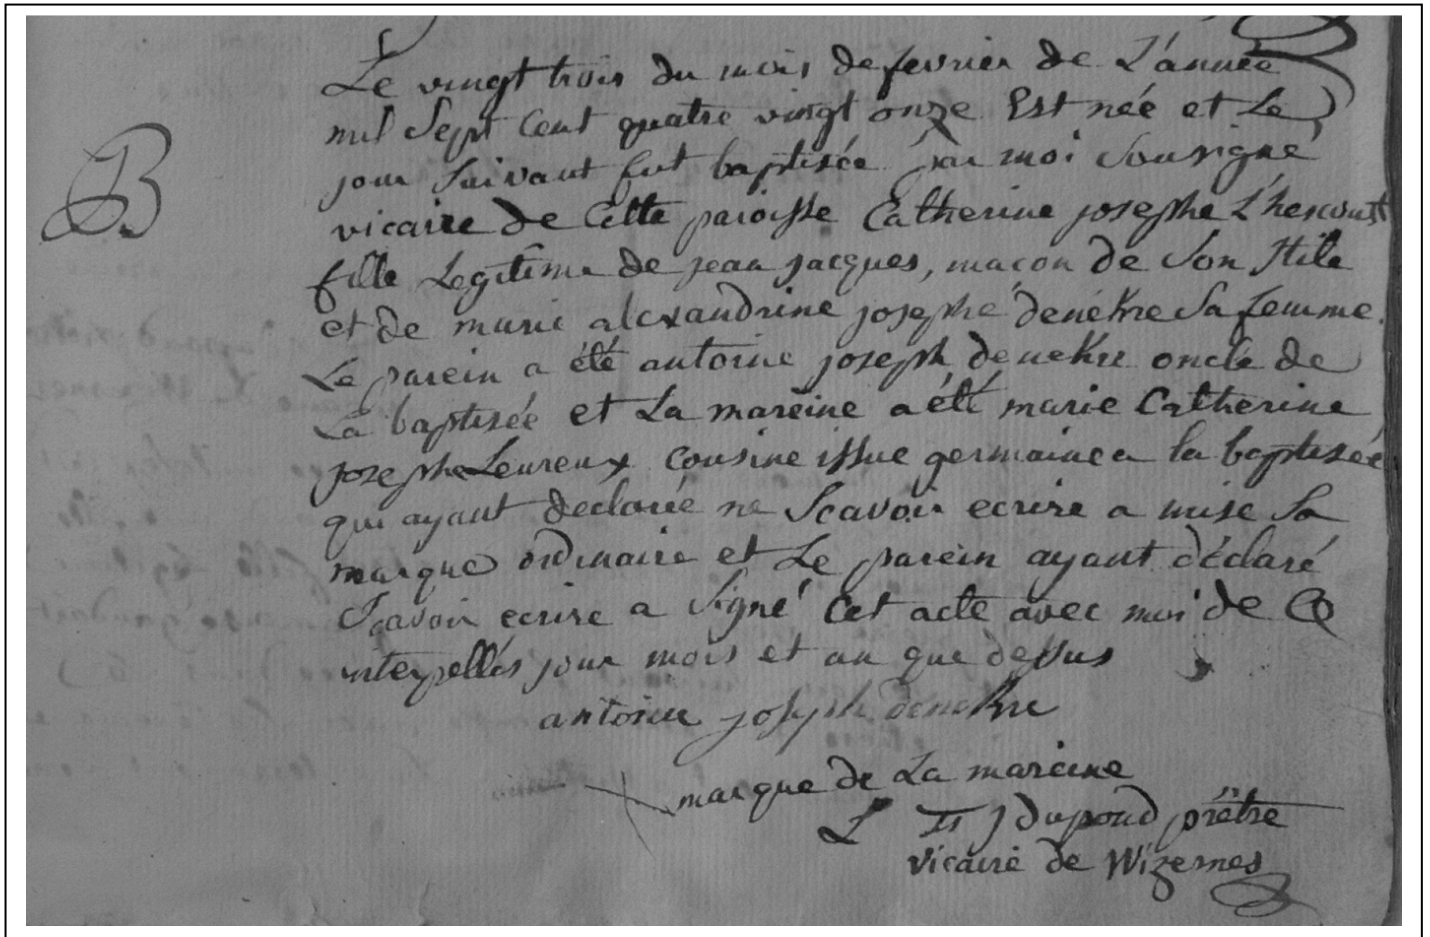 B
Le vingt trois du mois de fevrier de L'année
mil Sept Cent quatre vingt onze Est née et Le
jour Suivant fut baptisée par moi Sousigné
vicaire de Cette paroisse Catherine josephe
fille Legitime de jean jacques, macon de Son Stile
et de marie alexandrine josephe denekre Sa femme.
Le parein a été antoine joseph denekre oncle de
La baptisée et La mareine a été marie Catherine
josephe Leureux cousine issue germaine a la baptisée
qui ayant declarée ne Scavoir ecrire a mise Sa
marque ordinaire et Le parein ayant déclaré
Scavoir ecrire a Signé Cet acte avec moi de Ce
interpellés jour mois et an que dessus
antoine joseph denekre
marque de La mareine
L J dupond prêtre
vicaire de Wizernes